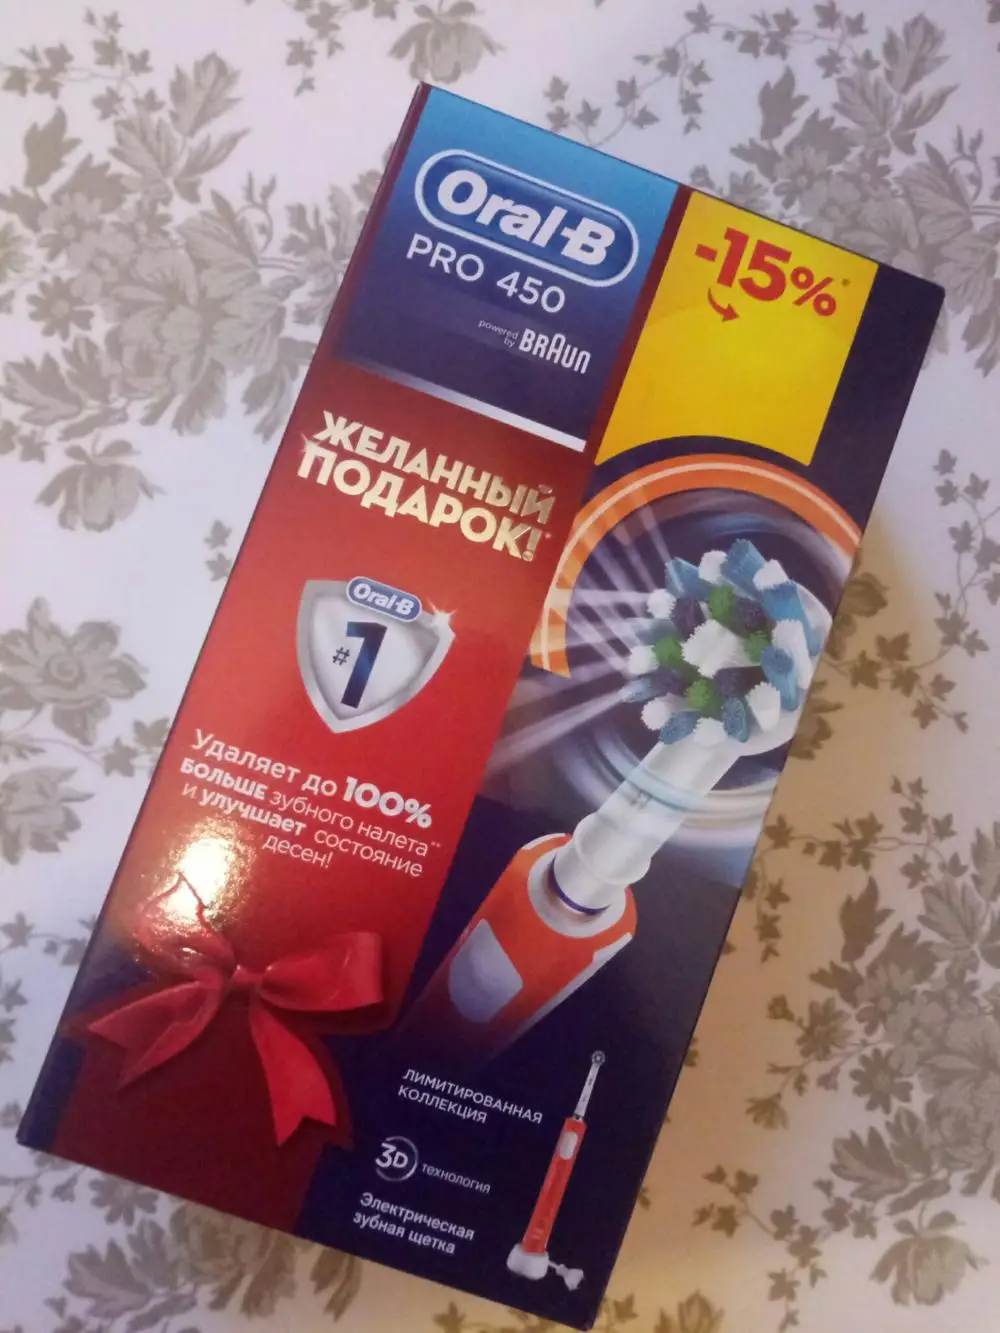 Oral-B
PRO 450
powered
by
BRAUN
-15%*
ЖЕЛАННЫЙ
ПОДАРОК!*
Oral-B
#1
Удаляет до 100%
БОЛЬШЕ зубного налета**
и улучшает состояние
десен!
ЛИМИТИРОВАННАЯ
КОЛЛЕКЦИЯ
3D технология
Электрическая
зубная щетка